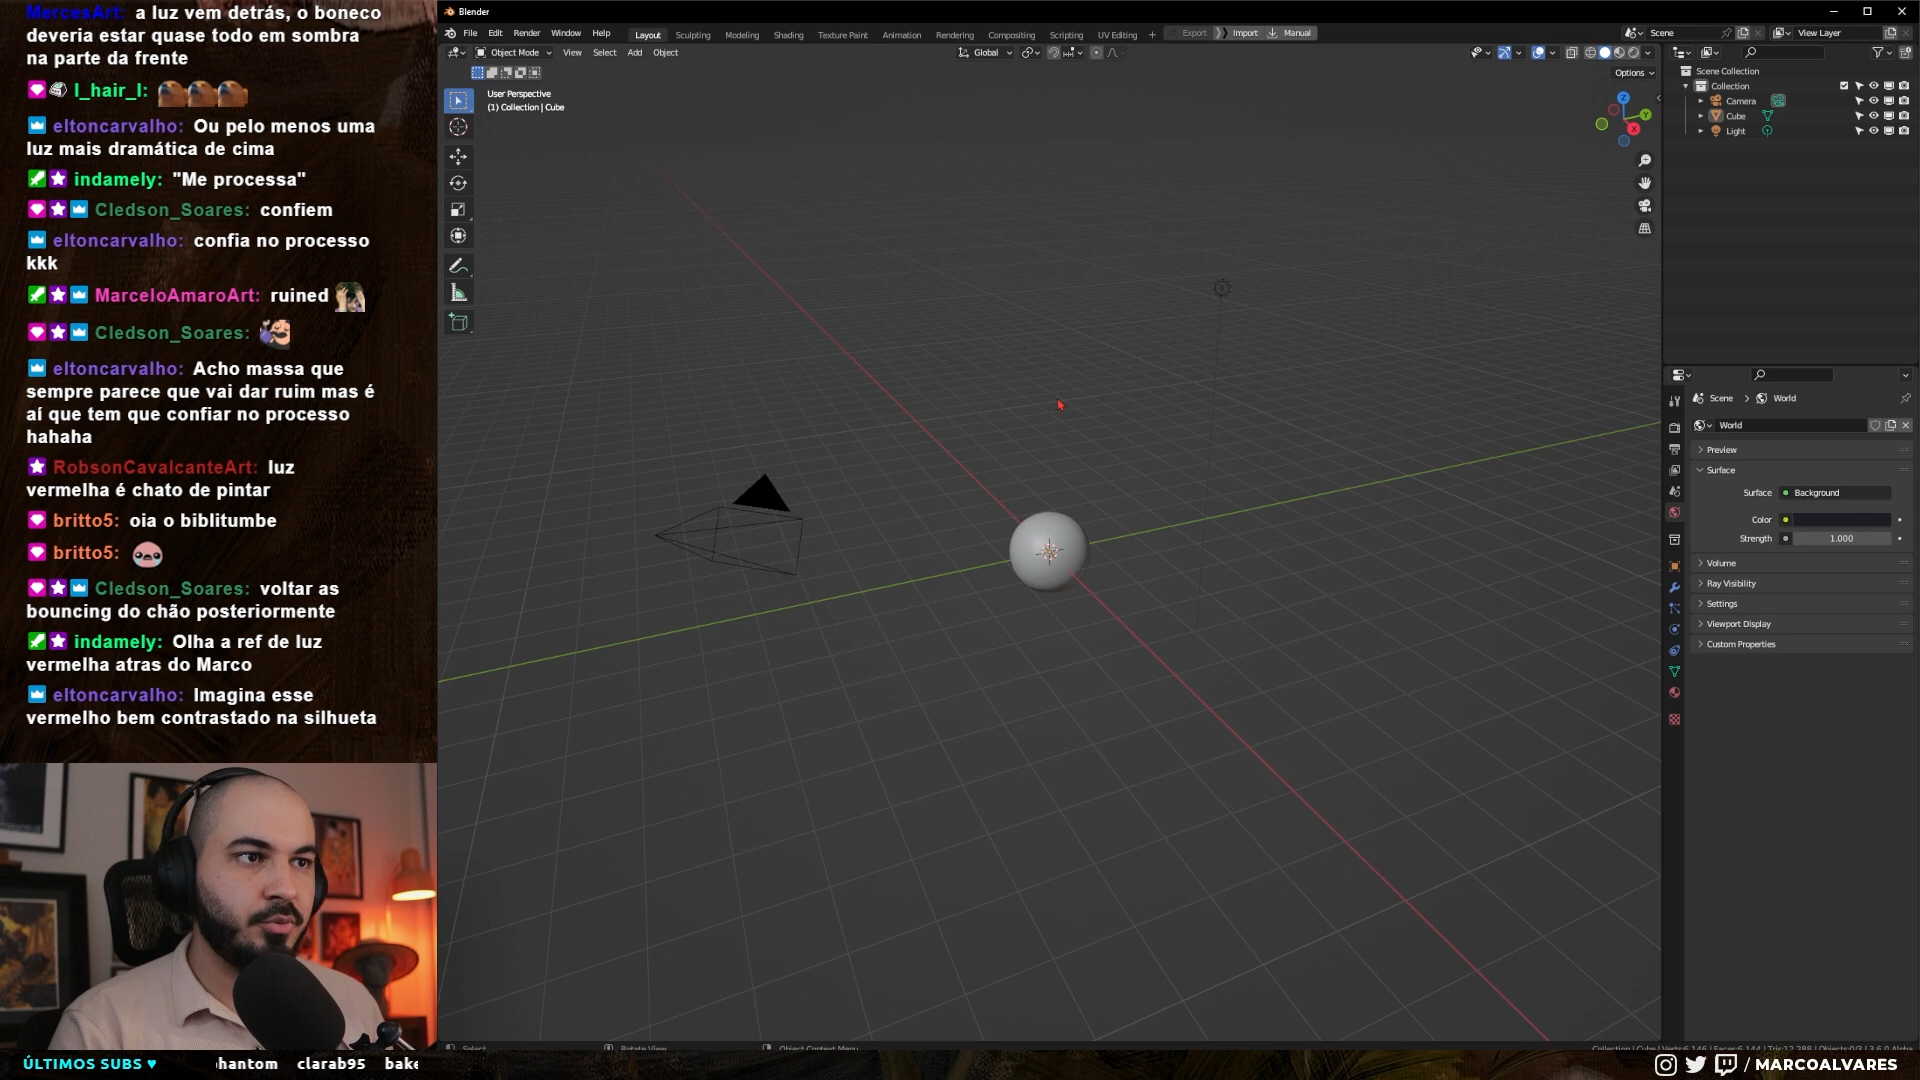 MercesArt: a luz vem detrás, o boneco
deveria estar quase todo em sombra
na parte da frente
I_hair_I:
eltoncarvalho: Ou pelo menos uma
luz mais dramática de cima
indamely: "Me processa"
Cledson_Soares: confiem
eltoncarvalho: confia no processo
kkk
MarceloAmaroArt: ruined
Cledson_Soares:
eltoncarvalho: Acho massa que
sempre parece que vai dar ruim mas é
aí que tem que confiar no processo
hahaha
RobsonCavalcanteArt: luz
vermelha é chato de pintar
britto5: oia o biblitumbe
britto5:
Cledson_Soares: voltar as
bouncing do chão posteriormente
indamely: Olha a ref de luz
vermelha atras do Marco
eltoncarvalho: Imagina esse
vermelho bem contrastado na silhueta
ÚLTIMOS SUBS ♥ hantom clarab95 bake
Blender
File Edit Render Window Help Layout Sculpting Modeling Shading Texture Paint Animation Rendering Compositing Scripting UV Editing + Export Import Manual Scene View Layer
Object Mode View Select Add Object Global
Options
User Perspective
(1) Collection | Cube
Z
Y
X
Scene Collection
Collection
Camera
Cube
Light
Scene > World
World
Preview
Surface
Surface Background
Color
Strength 1.000
Volume
Ray Visibility
Settings
Viewport Display
Custom Properties
Select Rotate View Object Context Menu
/ MARCOALVARES